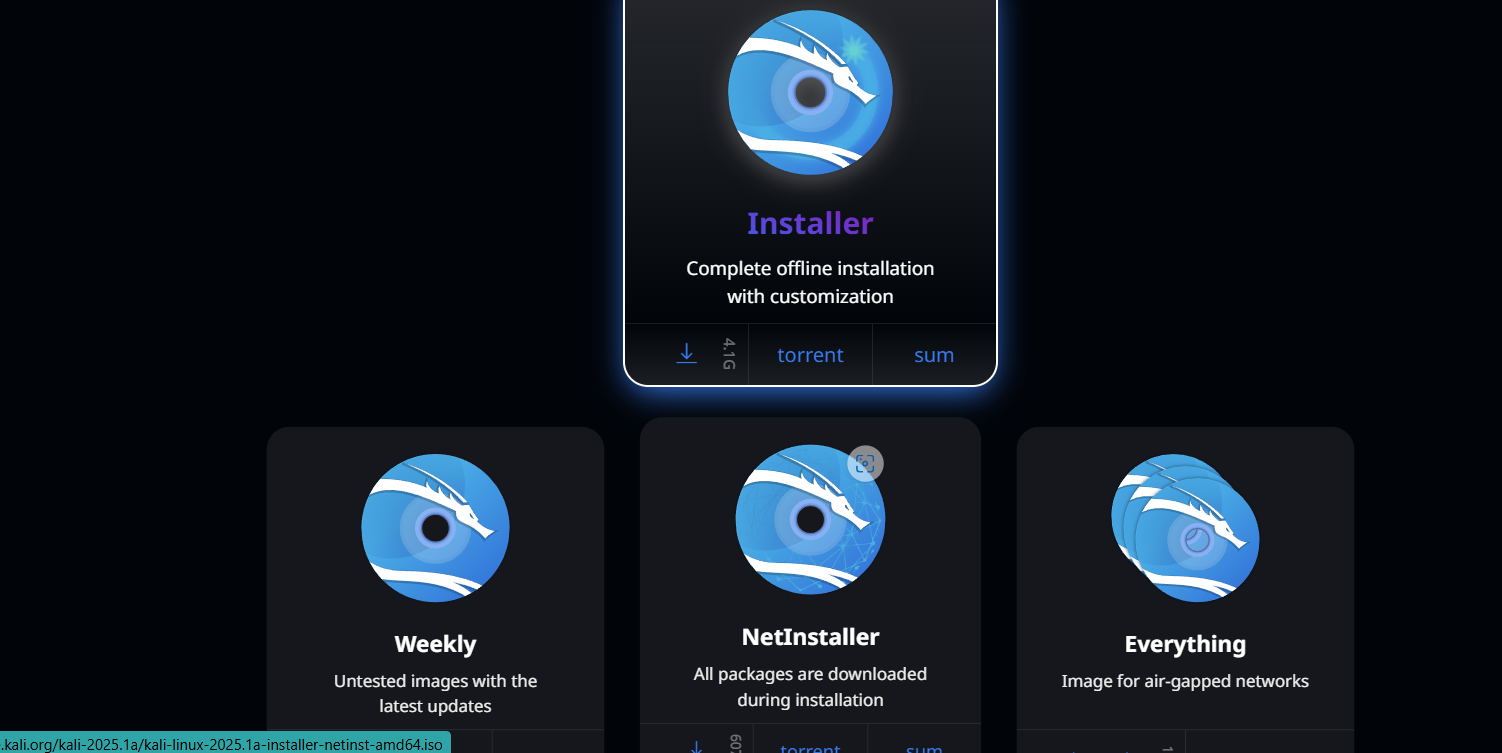 Installer
Complete offline installation
with customization
4.1G
torrent
sum
Weekly
Untested images with the
latest updates
NetInstaller
All packages are downloaded
during installation
torrent
sum
Everything
Image for air-gapped networks
.kali.org/kali-2025.1a/kali-linux-2025.1a-installer-netinst-amd64.iso